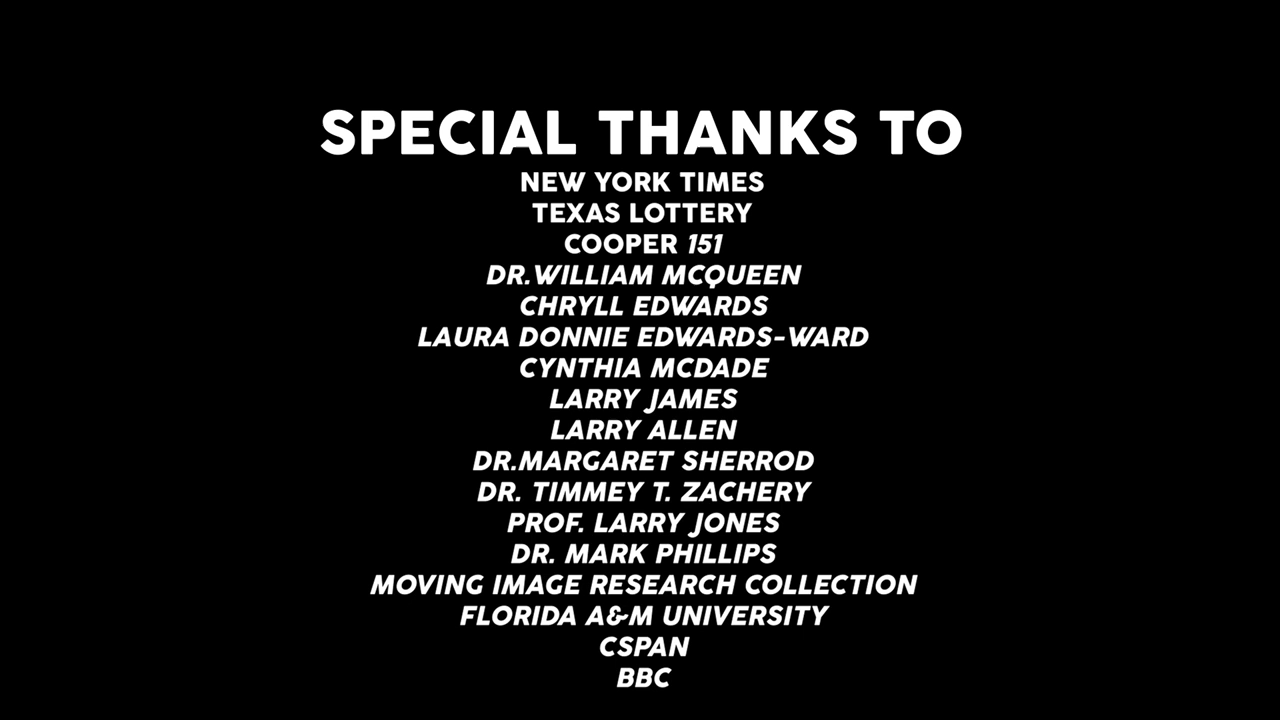 SPECIAL THANKS TO
NEW YORK TIMES
TEXAS LOTTERY
COOPER 151
DR.WILLIAM MCQUEEN
CHRYLL EDWARDS
LAURA DONNIE EDWARDS-WARD
CYNTHIA MCDADE
LARRY JAMES
LARRY ALLEN
DR.MARGARET SHERROD
DR. TIMMEY T. ZACHERY
PROF. LARRY JONES
DR. MARK PHILLIPS
MOVING IMAGE RESEARCH COLLECTION
FLORIDA A&M UNIVERSITY
CSPAN
BBC